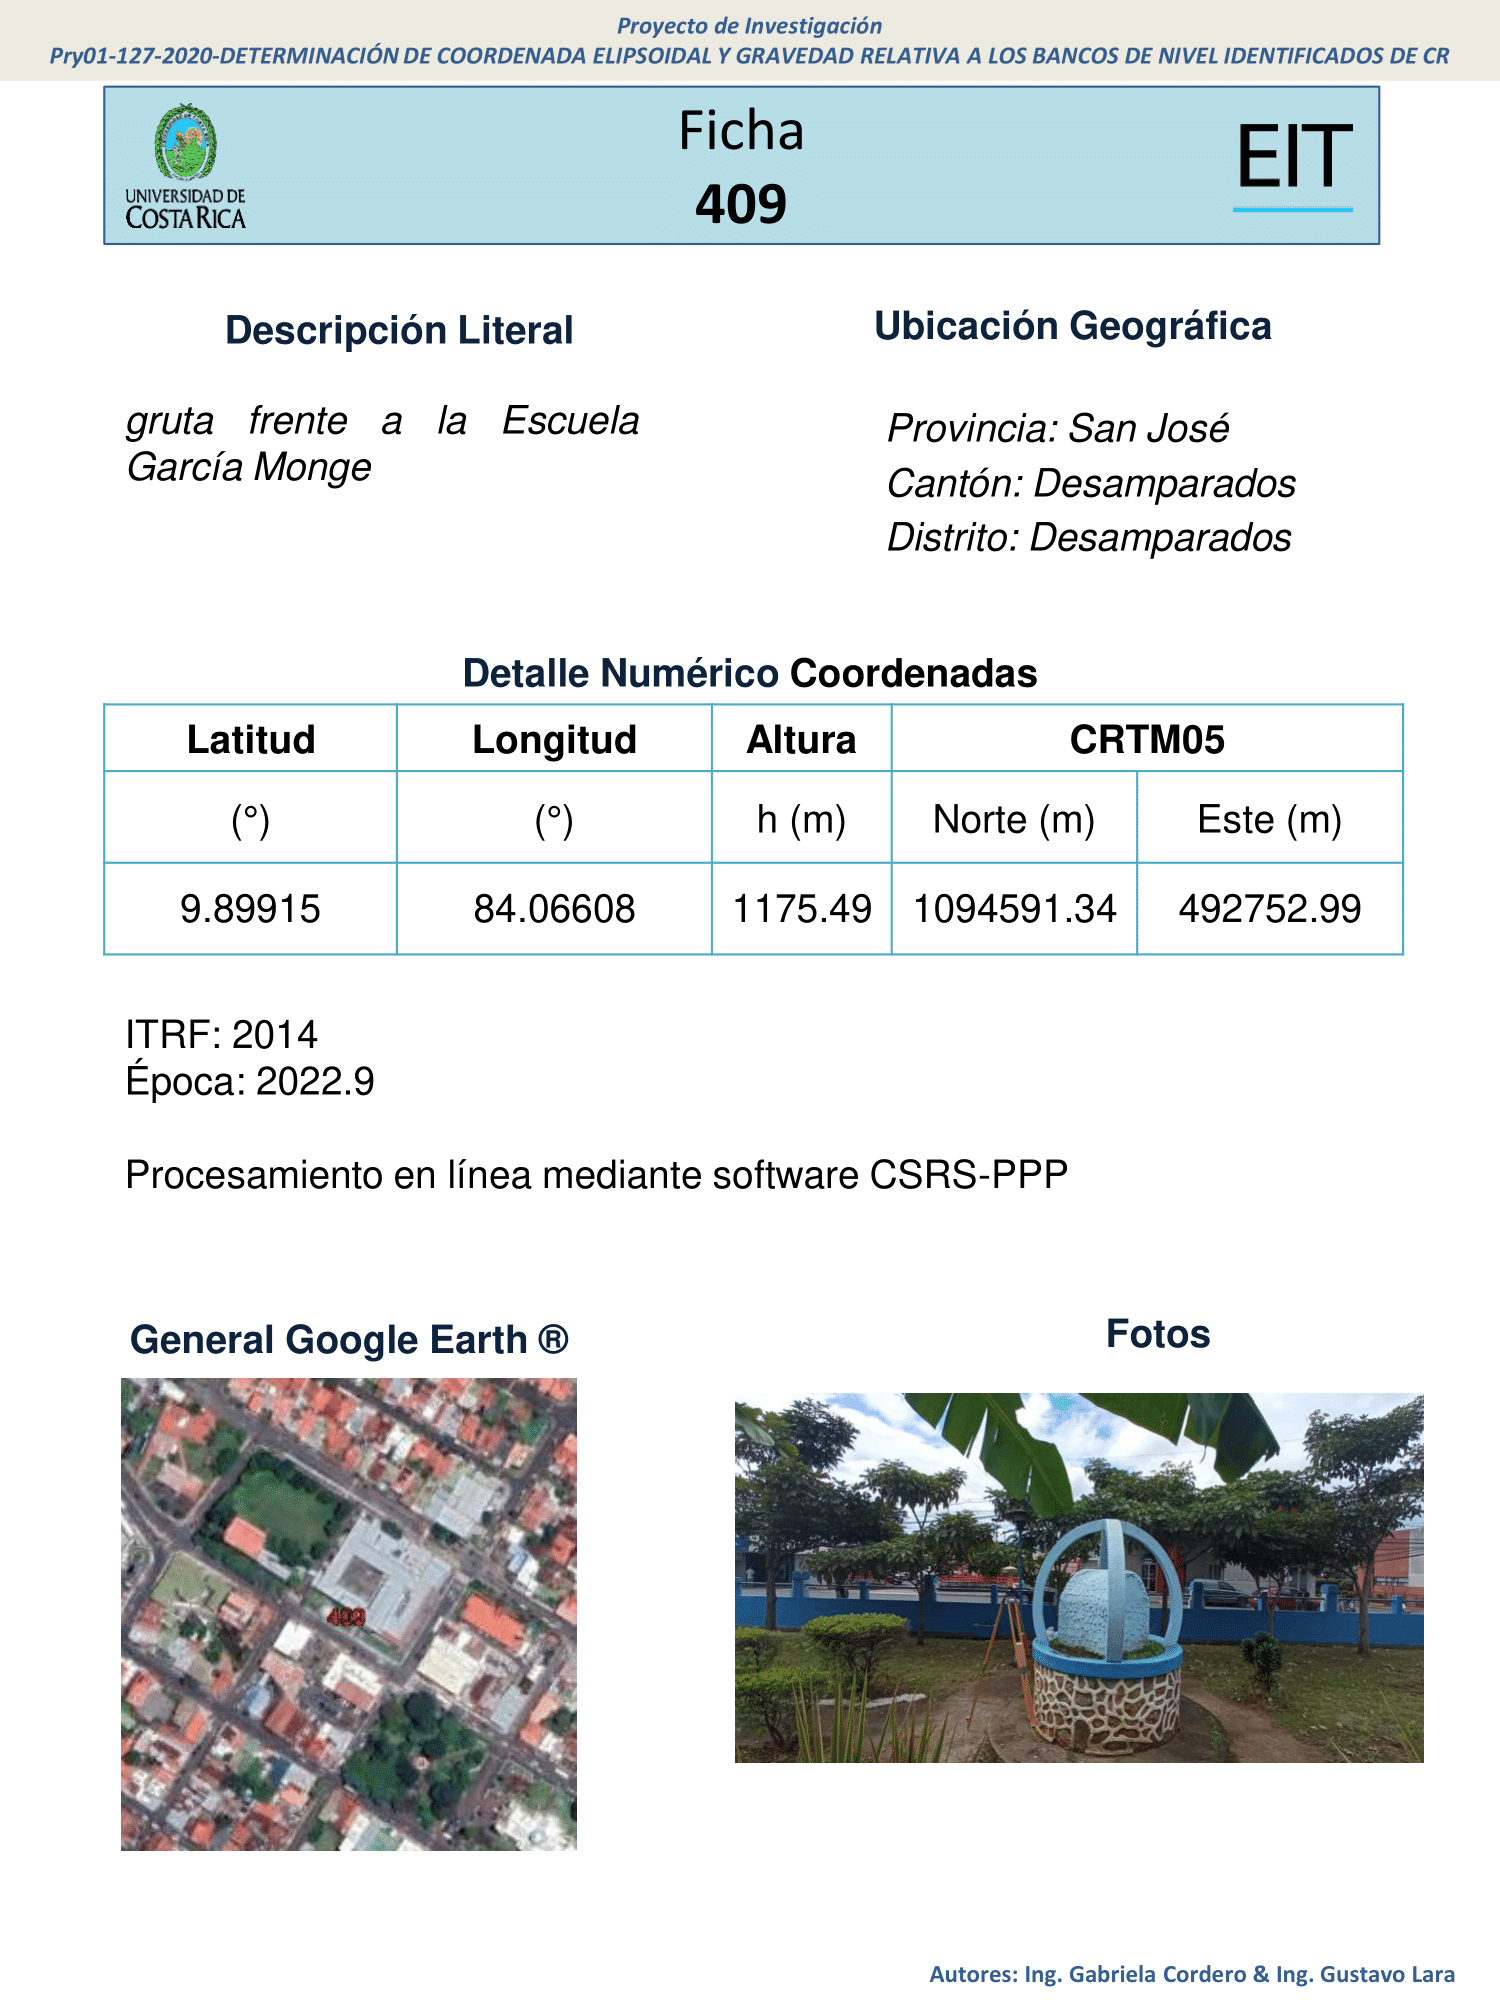 Proyecto de Investigación
Pry01-127-2020-DETERMINACIÓN DE COORDENADA ELIPSOIDAL Y GRAVEDAD RELATIVA A LOS BANCOS DE NIVEL IDENTIFICADOS DE CR
UNIVERSIDAD DE
COSTA RICA
Ficha
409
EIT
Descripción Literal
gruta frente a la Escuela
García Monge
Ubicación Geográfica
Provincia: San José
Cantón: Desamparados
Distrito: Desamparados
Detalle Numérico Coordenadas
Latitud Longitud Altura CRTM05
(°) (°) h (m) Norte (m) Este (m)
9.89915 84.06608 1175.49 1094591.34 492752.99
ITRF: 2014
Época: 2022.9
Procesamiento en línea mediante software CSRS-PPP
General Google Earth ®
409
Fotos
Autores: Ing. Gabriela Cordero & Ing. Gustavo Lara